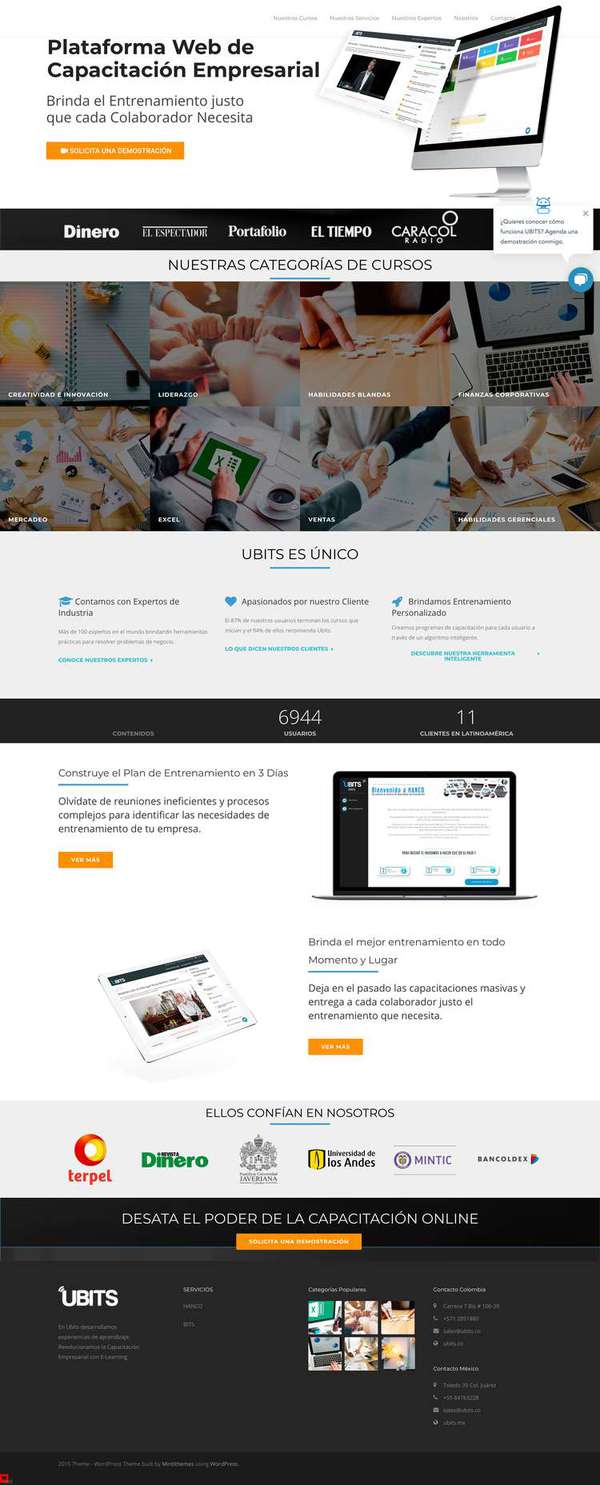 Nuestros Cursos Nuestros Servicios Nuestros Expertos Nosotros Contacto
Plataforma Web de
Capacitación Empresarial
Brinda el Entrenamiento justo
que cada Colaborador Necesita
SOLICITA UNA DEMOSTRACIÓN
Dinero EL ESPECTADOR Portafolio EL TIEMPO CARACOL RADIO
¿Quieres conocer cómo
funciona UBITS? Agenda una
demostración conmigo.
NUESTRAS CATEGORÍAS DE CURSOS
CREATIVIDAD E INNOVACIÓN LIDERAZGO HABILIDADES BLANDAS FINANZAS CORPORATIVAS
MERCADEO EXCEL VENTAS HABILIDADES GERENCIALES
UBITS ES ÚNICO
Contamos con Expertos de
Industria
Más de 100 expertos en el mundo brindando herramientas
prácticas para resolver problemas de negocio.
CONOCE NUESTROS EXPERTOS
Apasionados por nuestro Cliente
El 87% de nuestros usuarios terminan los cursos que
inician y el 94% de ellos recomienda Ubits.
LO QUE DICEN NUESTROS CLIENTES
Brindamos Entrenamiento
Personalizado
Creamos programas de capacitación para cada usuario a
través de un algoritmo inteligente.
DESCUBRE NUESTRA HERRAMIENTA
INTELIGENTE
6944 11
CONTENIDOS USUARIOS CLIENTES EN LATINOAMÉRICA
Construye el Plan de Entrenamiento en 3 Días
Olvídate de reuniones ineficientes y procesos
complejos para identificar las necesidades de
entrenamiento de tu empresa.
VER MÁS
UBITS
Bienvenido a HANCO
Brinda el mejor entrenamiento en todo
Momento y Lugar
Deja en el pasado las capacitaciones masivas y
entrega a cada colaborador justo el
entrenamiento que necesita.
VER MÁS
UBITS
ELLOS CONFÍAN EN NOSOTROS
terpel
REVISTA
Dinero
Pontificia Universidad
JAVERIANA
Universidad de
los Andes
MINTIC
BANCOLDEX
DESATA EL PODER DE LA CAPACITACIÓN ONLINE
SOLICITA UNA DEMOSTRACIÓN
UBITS
En Ubits desarrollamos
experiencias de aprendizaje.
Revolucionamos la Capacitación
Empresarial con E-Learning
SERVICIOS
HANCO
BITS
Categorías Populares
Contacto Colombia
Carrera 7 Bis # 106-39
sales@ubits.co
ubits.co
Contacto México
Toledo 39 Col. Juárez
sales@ubits.co
ubits.mx
2015 Theme - WordPress Theme built by Mintithemes using WordPress.